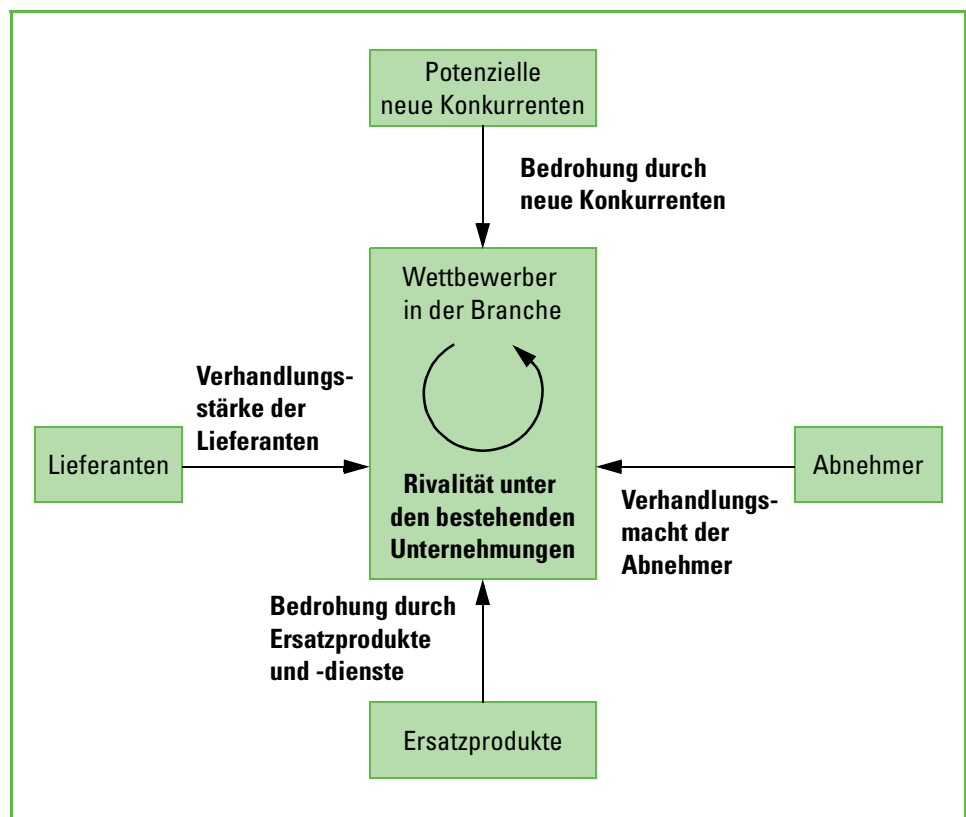 Potenzielle
neue Konkurrenten
Bedrohung durch
neue Konkurrenten
Wettbewerber
in der Branche
Verhandlungs-
stärke der
Lieferanten
Lieferanten
Rivalität unter
den bestehenden
Unternehmungen
Abnehmer
Verhandlungs-
macht der
Abnehmer
Bedrohung durch
Ersatzprodukte
und -dienste
Ersatzprodukte